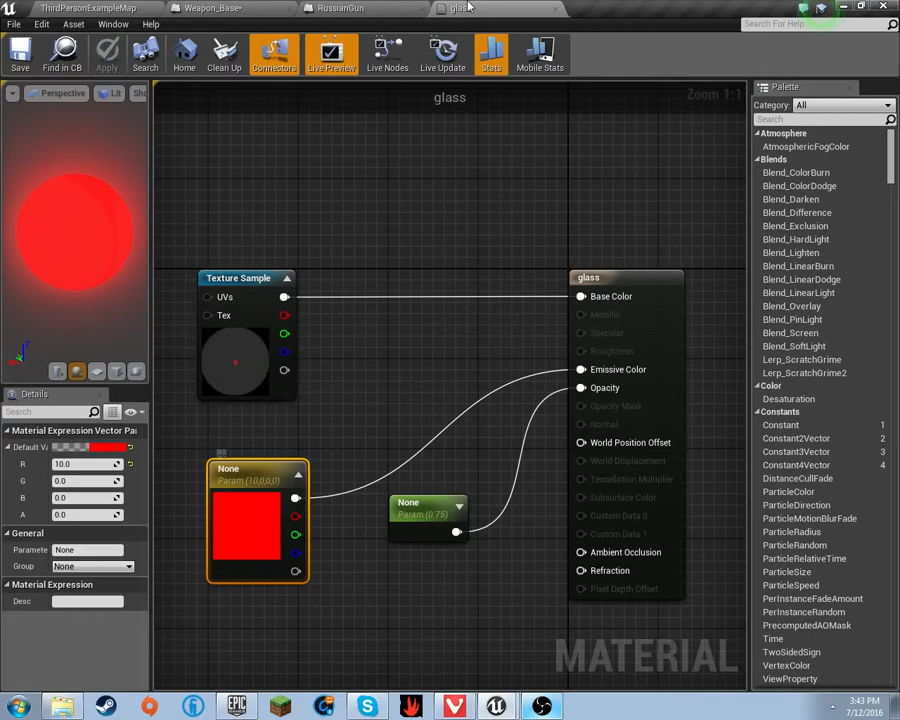 ThirdPersonExampleMap
Weapon_Base*
RussianGun
glass
File
Edit
Asset
Window
Help
Search For Help
Save
Find in CB
Apply
Search
Home
Clean Up
Connectors
Live Preview
Live Nodes
Live Update
Stats
Mobile Stats
Perspective
Lit
Sho
glass
Zoom 1:1
Palette
Category:
All
Search
Atmosphere
AtmosphericFogColor
Blends
Blend_ColorBurn
Blend_ColorDodge
Blend_Darken
Blend_Difference
Blend_Exclusion
Blend_HardLight
Blend_Lighten
Blend_LinearBurn
Blend_LinearDodge
Blend_LinearLight
Blend_Overlay
Blend_PinLight
Blend_Screen
Blend_SoftLight
Lerp_ScratchGrime
Lerp_ScratchGrime2
Color
Desaturation
Constants
Constant 1
Constant2Vector 2
Constant3Vector 3
Constant4Vector 4
DistanceCullFade
ParticleColor
ParticleDirection
ParticleMotionBlurFade
ParticleRadius
ParticleRandom
ParticleRelativeTime
ParticleSize
ParticleSpeed
PerInstanceFadeAmount
PerInstanceRandom
PrecomputedAOMask
Time
TwoSidedSign
VertexColor
ViewProperty
Texture Sample
UVs
Tex
None
Param (10,0,0,0)
None
Param (0.75)
glass
Base Color
Metallic
Specular
Roughness
Emissive Color
Opacity
Opacity Mask
Normal
World Position Offset
World Displacement
Tessellation Multiplier
Subsurface Color
Custom Data 0
Custom Data 1
Ambient Occlusion
Refraction
Pixel Depth Offset
MATERIAL
Details
Search
Material Expression Vector Par
Default Va
R 10.0
G 0.0
B 0.0
A 0.0
General
Paramete None
Group None
Material Expression
Desc
EPIC
3:43 PM
7/12/2016